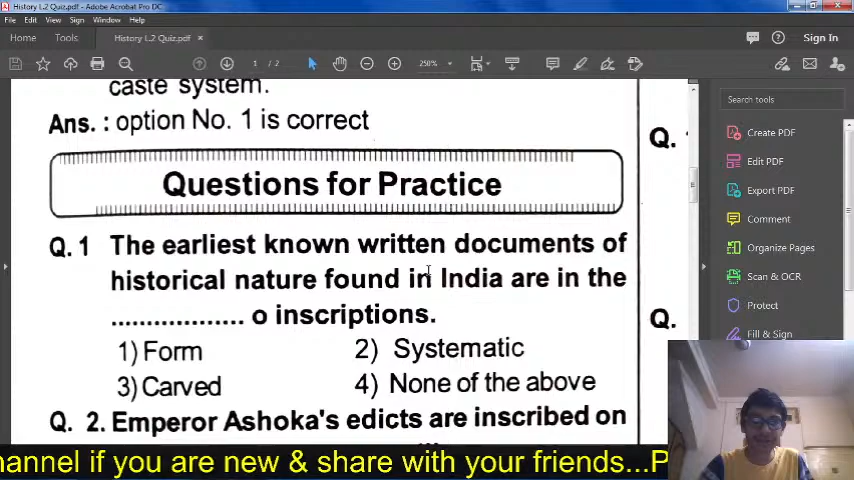 History L.2 Quiz.pdf - Adobe Acrobat Pro DC
File Edit View Sign Window Help
Home Tools History L.2 Quiz.pdf × Sign In
1 / 2 250%
caste system.
Ans. : option No. 1 is correct
Questions for Practice
Q. 1 The earliest known written documents of
historical nature found in India are in the
................... o inscriptions.
1) Form 2) Systematic
3) Carved 4) None of the above
Q. 2. Emperor Ashoka's edicts are inscribed on
Q.
Q.
Search tools
Create PDF
Edit PDF
Export PDF
Comment
Organize Pages
Scan & OCR
Protect
Fill & Sign
hannel if you are new & share with your friends...P